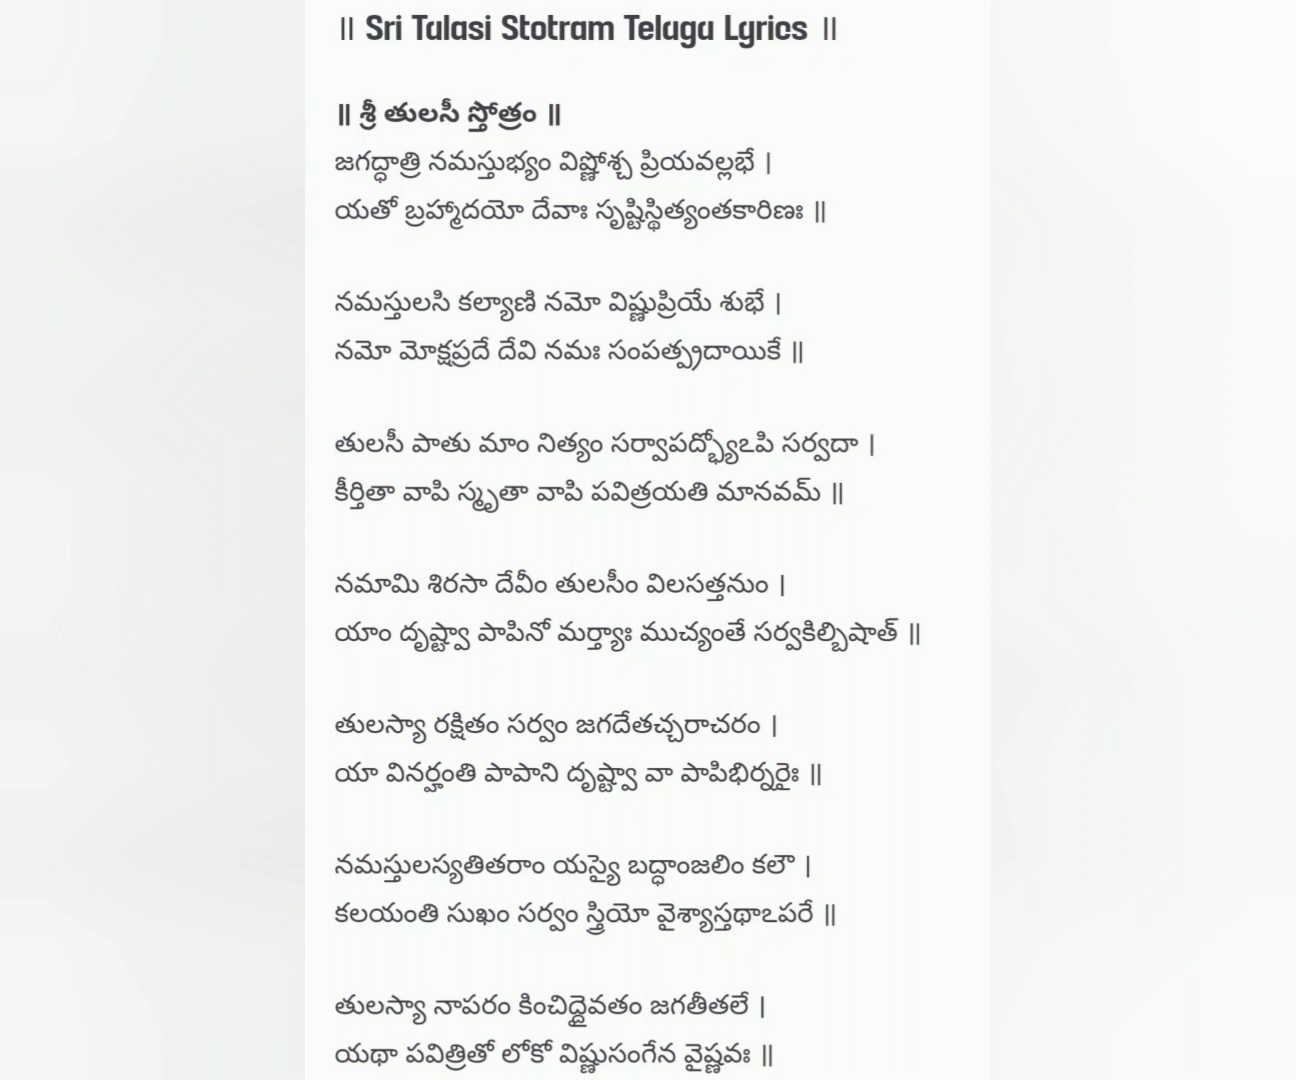 ॥ Sri Tulasi Stotram Telugu Lyrics ॥
॥ శ్రీ తులసీ స్తోత్రం ॥
జగద్ధాత్రి నమస్తుభ్యం విష్ణోశ్చ ప్రియవల్లభే |
యతో బ్రహ్మాదయో దేవాః సృష్టిస్థిత్యంతకారిణః ॥
నమస్తులసి కల్యాణి నమో విష్ణుప్రియే శుభే |
నమో మోక్షప్రదే దేవి నమః సంపత్ప్రదాయికే ॥
తులసీ పాతు మాం నిత్యం సర్వాపద్భ్యోఽపి సర్వదా |
కీర్తితా వాపి స్మృతా వాపి పవిత్రయతి మానవమ్ ॥
నమామి శిరసా దేవీం తులసీం విలసత్తనుం |
యాం దృష్ట్వా పాపినో మర్త్యాః ముచ్యంతే సర్వకిల్బిషాత్ ॥
తులస్యా రక్షితం సర్వం జగదేతచ్చరాచరం |
యా వినర్హంతి పాపాని దృష్ట్వా వా పాపిభిర్నరైః ॥
నమస్తులస్యతితరాం యస్యై బద్ధాంజలిం కలౌ |
కలయంతి సుఖం సర్వం స్త్రియో వైశ్యాస్తథాఽపరే ॥
తులస్యా నాపరం కించిద్దైవతం జగతీతలే |
యథా పవిత్రితో లోకో విష్ణుసంగేన వైష్ణవః ॥